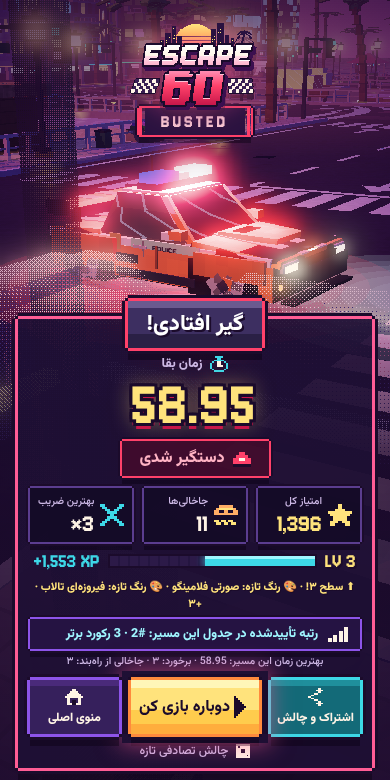 ESCAPE
60
BUSTED
POLICE
گیر افتادی!
زمان بقا
58.95
دستگیر شدی
امتیاز کل
1,396
جاخالی‌ها
11
بهترین ضریب
×3
LV 3
+1,553 XP
⬆ سطح ۳! · 🎨 رنگ تازه: صورتی فلامینگو · 🎨 رنگ تازه: فیروزه‌ای تالاب ·
+۳
رتبه تأییدشده در جدول این مسیر: #2 · 3 رکورد برتر
بهترین زمان این مسیر: 58.95 · برخورد: ۳ · جاخالی از راه‌بند: ۳
اشتراک و چالش
دوباره بازی کن
منوی اصلی
چالش تصادفی تازه